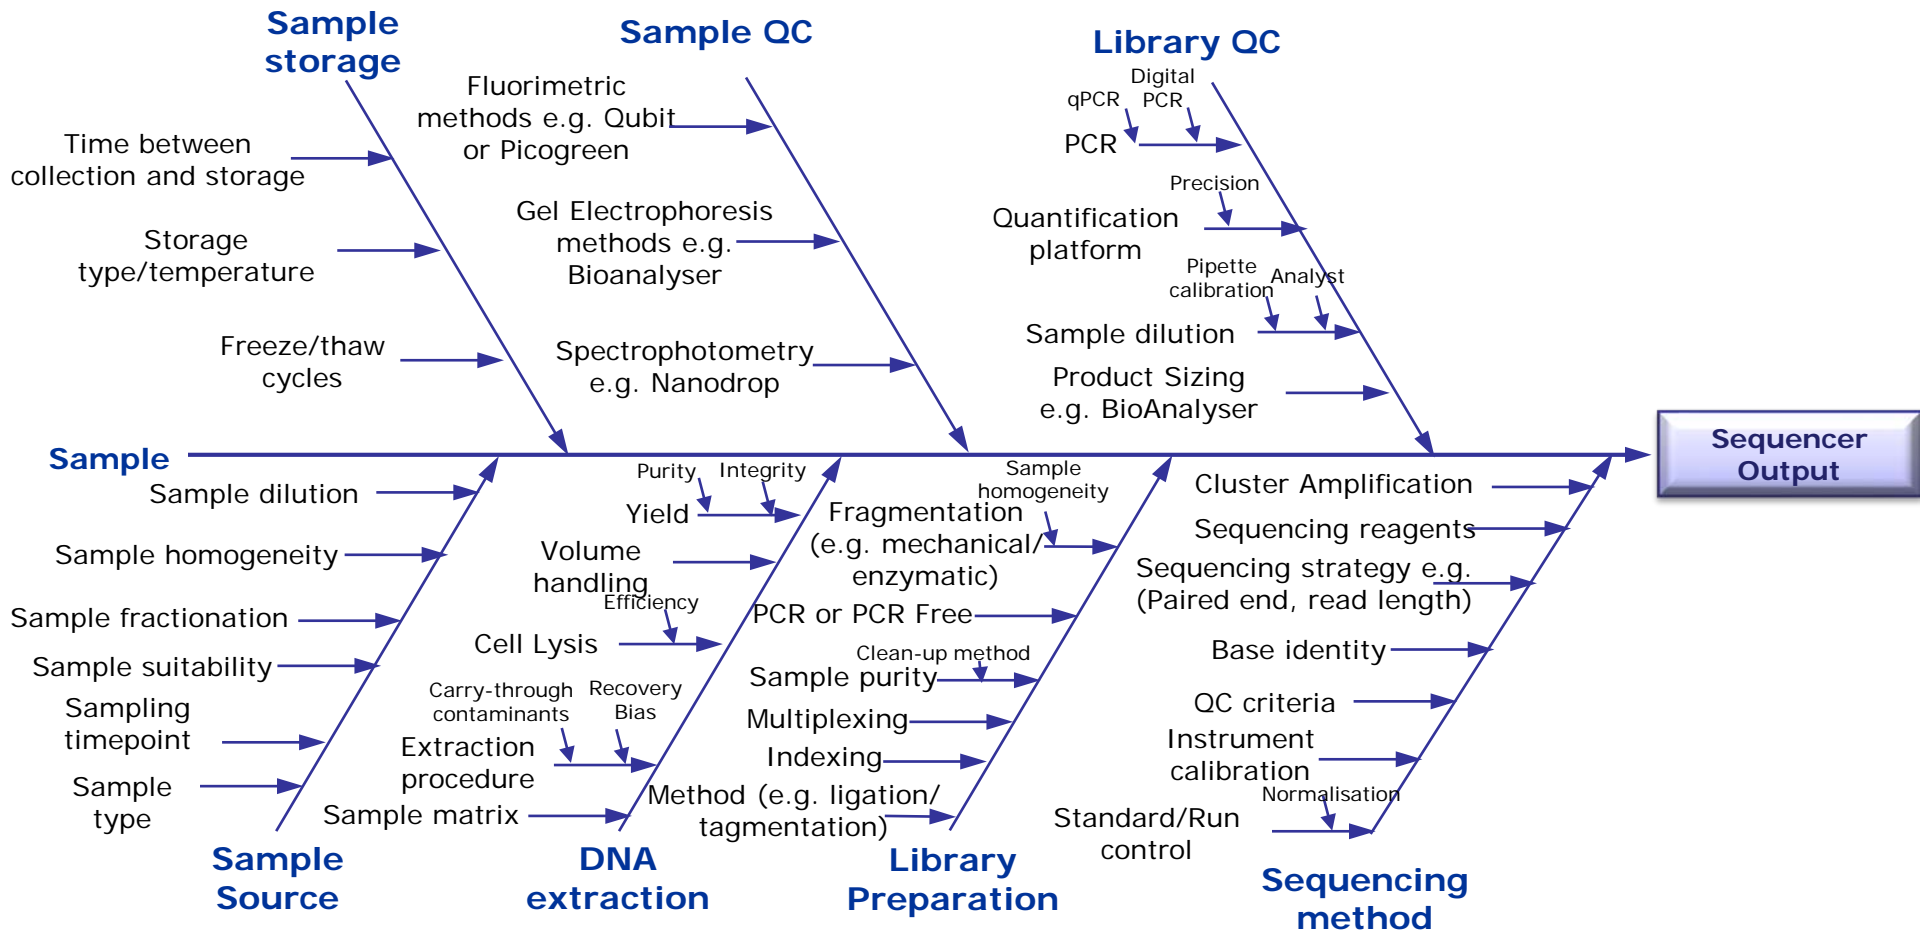 Sample
storage
Time between
collection and storage
Storage
type/temperature
Freeze/thaw
cycles
Sample QC
Fluorimetric
methods e.g. Qubit
or Picogreen
Gel Electrophoresis
methods e.g.
Bioanalyser
Spectrophotometry
e.g. Nanodrop
Library QC
Digital
PCR
qPCR
PCR
Precision
Quantification
platform
Pipette
calibration
Analyst
Sample dilution
Product Sizing
e.g. BioAnalyser
Sample
Sequencer
Output
Sample dilution
Sample homogeneity
Sample fractionation
Sample suitability
Sampling
timepoint
Sample
type
Sample
Source
Purity
Integrity
Yield
Volume
handling
Efficiency
Cell Lysis
Carry-through
contaminants
Recovery
Bias
Extraction
procedure
Sample matrix
DNA
extraction
Sample
homogeneity
Fragmentation
(e.g. mechanical/
enzymatic)
PCR or PCR Free
Clean-up method
Sample purity
Multiplexing
Indexing
Method (e.g. ligation/
tagmentation)
Library
Preparation
Cluster Amplification
Sequencing reagents
Sequencing strategy e.g.
(Paired end, read length)
Base identity
QC criteria
Instrument
calibration
Normalisation
Standard/Run
control
Sequencing
method